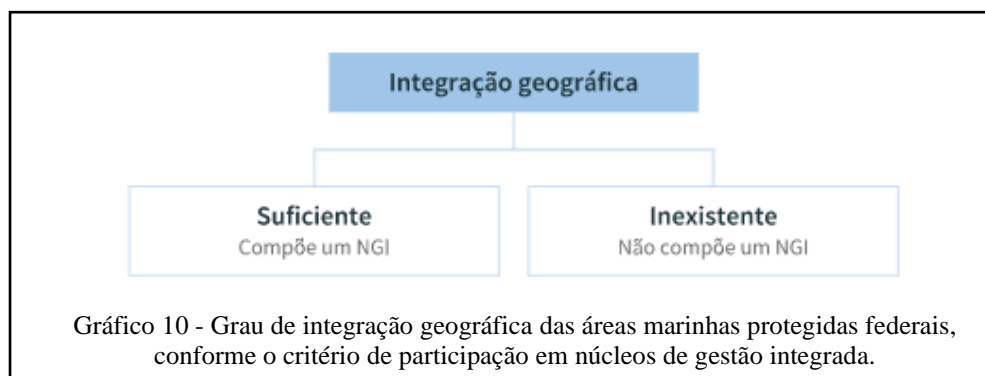 Integração geográfica
Suficiente
Compõe um NGI
Inexistente
Não compõe um NGI
Gráfico 10 - Grau de integração geográfica das áreas marinhas protegidas federais,
conforme o critério de participação em núcleos de gestão integrada.